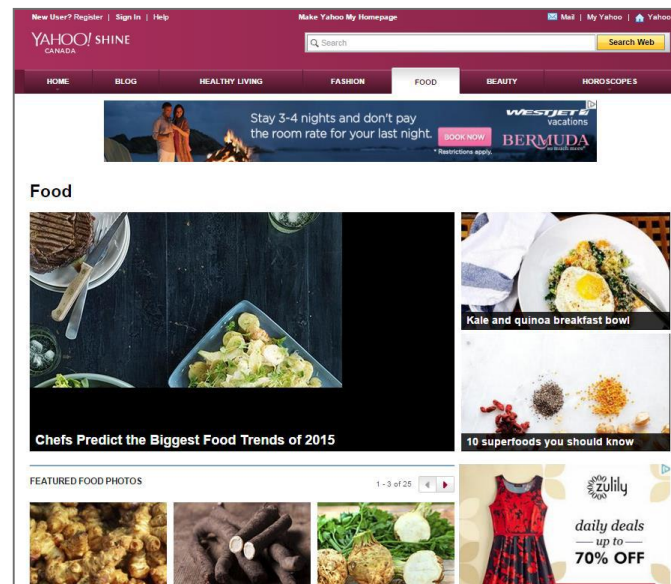 New User? Register | Sign In | Help
Make Yahoo My Homepage
Mail | My Yahoo | Yahoo
YAHOO! SHINE
CANADA
Search
Search Web
HOME BLOG HEALTHY LIVING FASHION FOOD BEAUTY HOROSCOPES
Stay 3-4 nights and don't pay
the room rate for your last night.
BOOK NOW
* Restrictions apply.
WESTJET
vacations
BERMUDA
Food
Chefs Predict the Biggest Food Trends of 2015
Kale and quinoa breakfast bowl
10 superfoods you should know
FEATURED FOOD PHOTOS
1 - 3 of 25
zulily
daily deals
up to
70% OFF